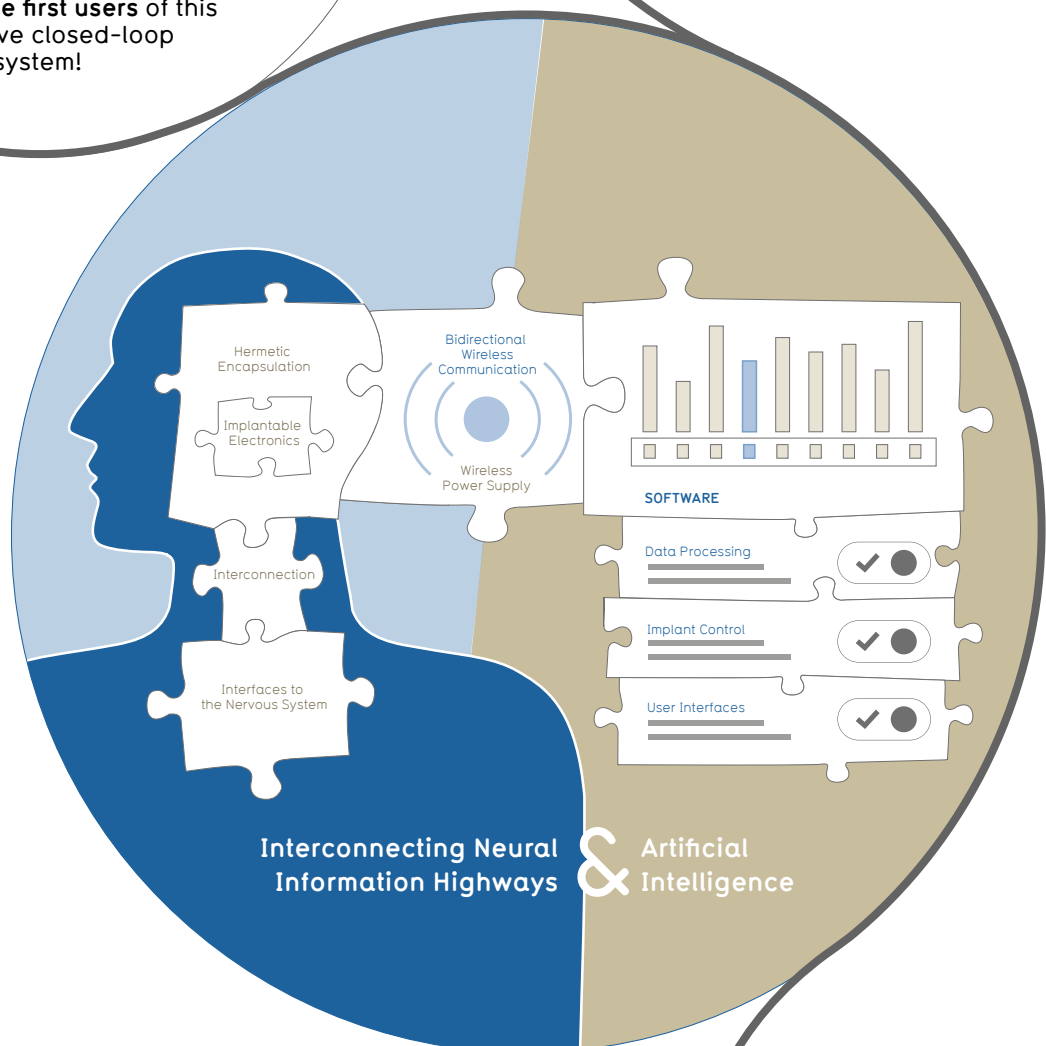 first users of this
closed-loop
system!
Hermetic
Encapsulation
Implantable
Electronics
Interconnection
Interfaces to
the Nervous System
Bidirectional
Wireless
Communication
Wireless
Power Supply
SOFTWARE
Data Processing
Implant Control
User Interfaces
Interconnecting Neural
Information Highways
&
Artificial
Intelligence